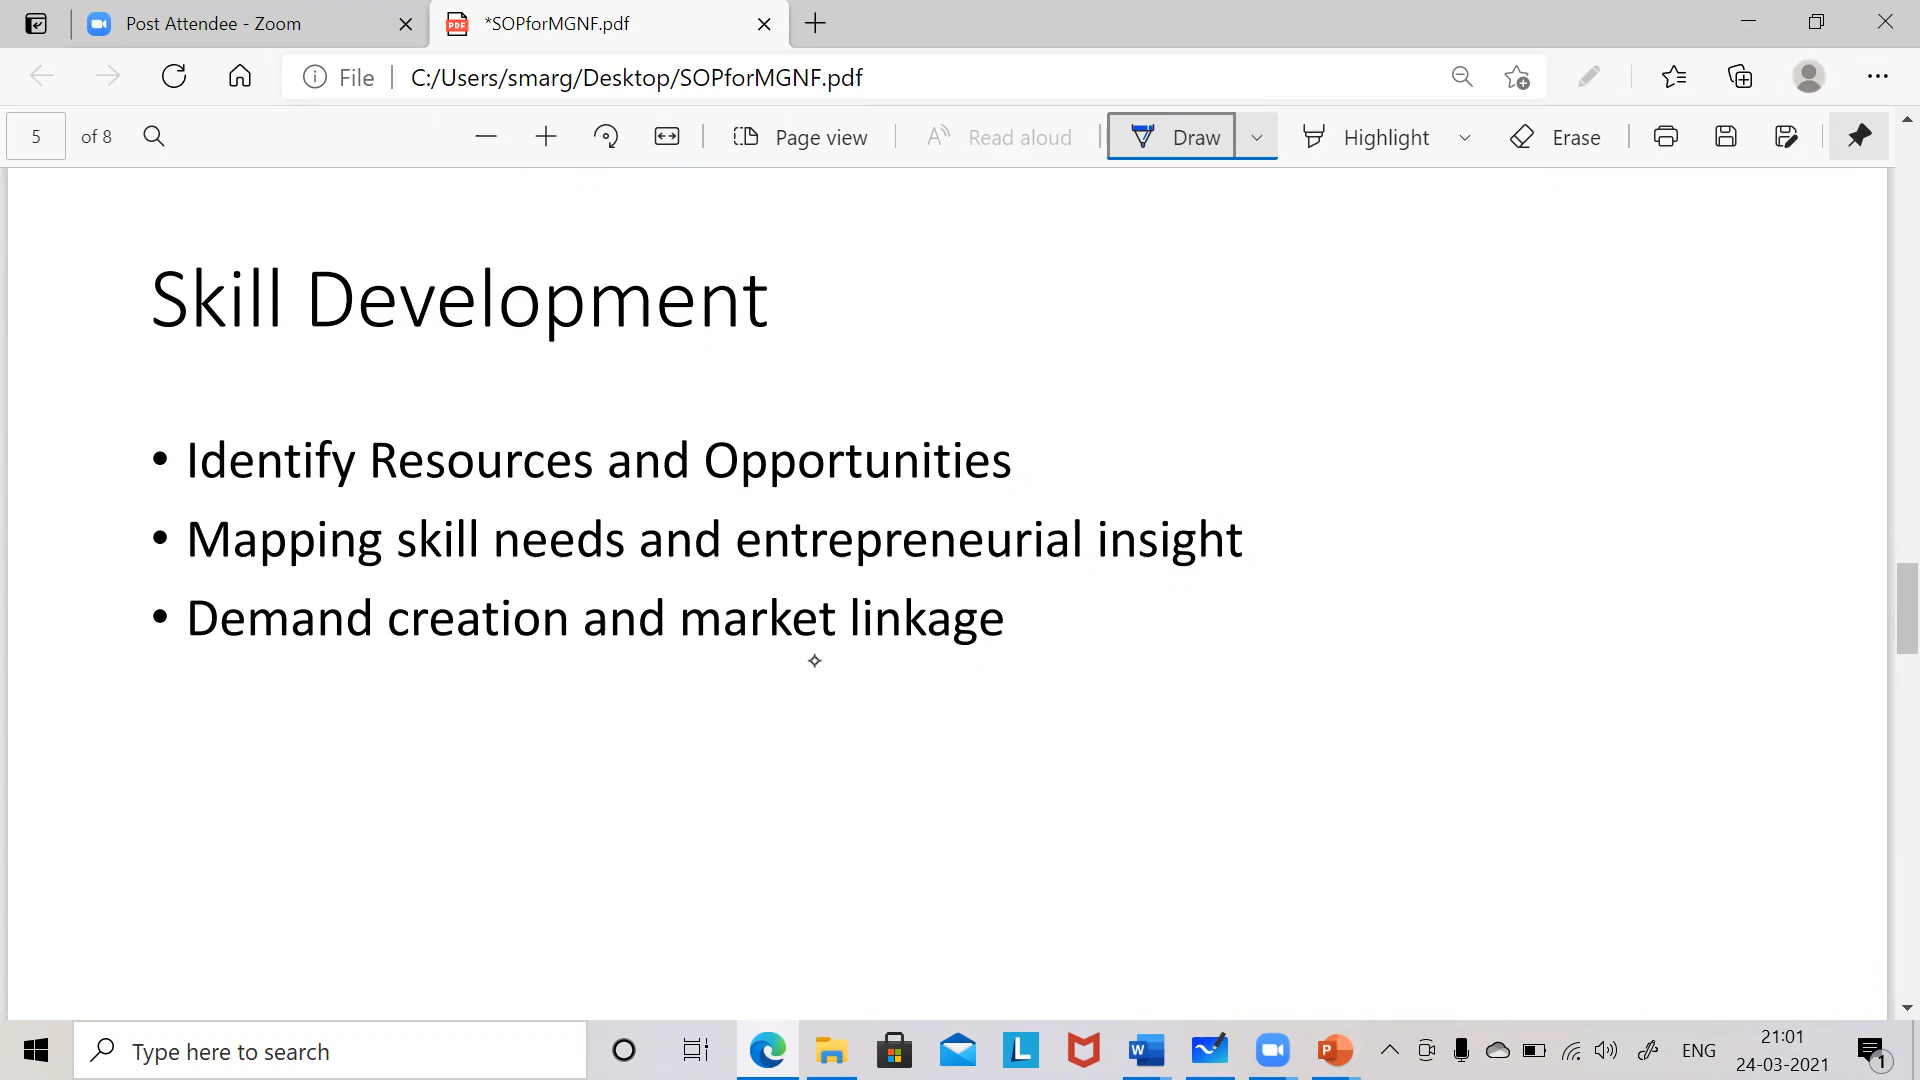 Post Attendee - Zoom
*SOPforMGNF.pdf
File
C:/Users/smarg/Desktop/SOPforMGNF.pdf
5 of 8
Page view
Read aloud
Draw
Highlight
Erase
Skill Development
• Identify Resources and Opportunities
• Mapping skill needs and entrepreneurial insight
• Demand creation and market linkage
Type here to search
ENG
21:01
24-03-2021
1